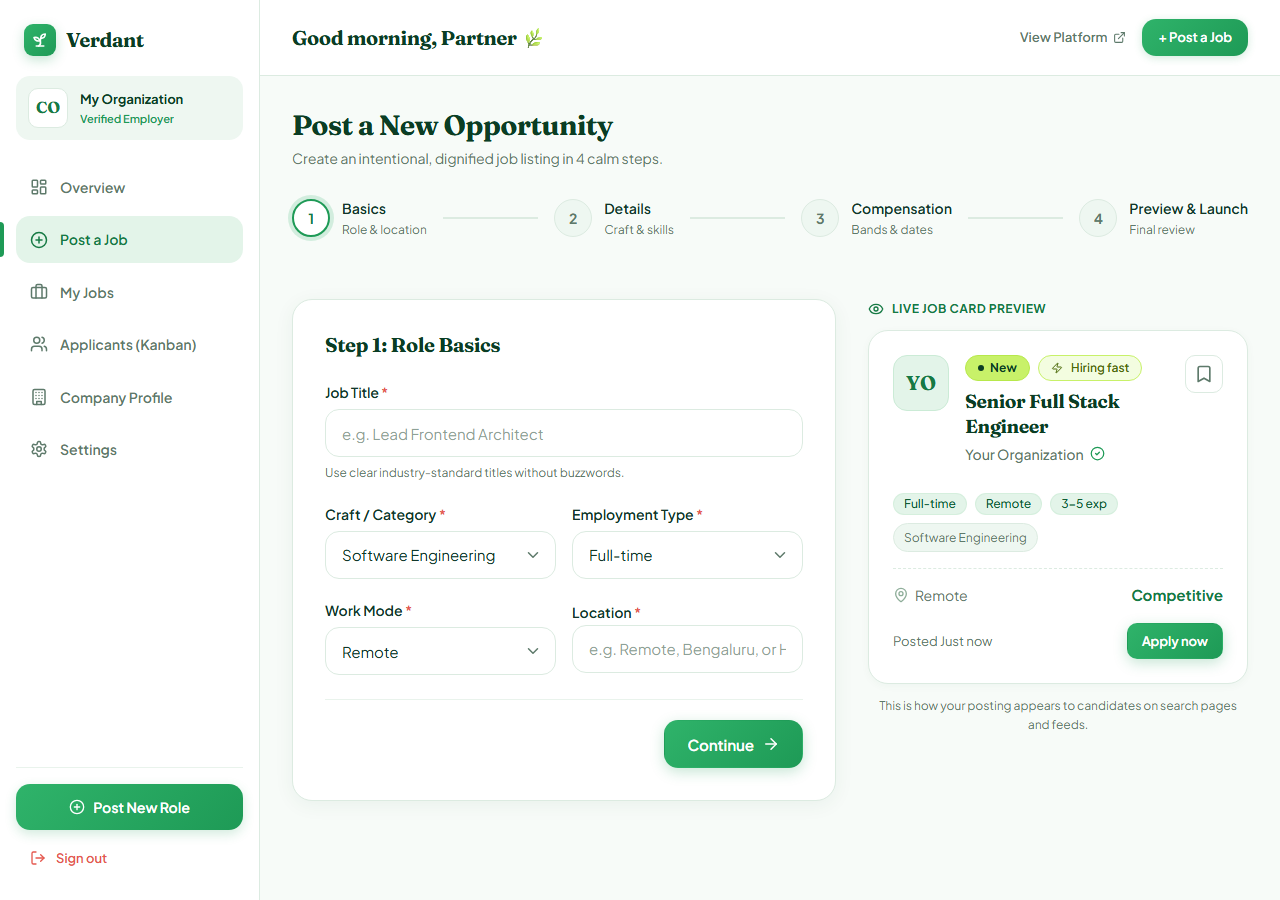 Verdant
CO
My Organization
Verified Employer
Overview
Post a Job
My Jobs
Applicants (Kanban)
Company Profile
Settings
Post New Role
Sign out
Good morning, Partner 🌿
View Platform
+ Post a Job
Post a New Opportunity
Create an intentional, dignified job listing in 4 calm steps.
1
Basics
Role & location
2
Details
Craft & skills
3
Compensation
Bands & dates
4
Preview & Launch
Final review
Step 1: Role Basics
Job Title *
e.g. Lead Frontend Architect
Use clear industry-standard titles without buzzwords.
Craft / Category *
Software Engineering
Employment Type *
Full-time
Work Mode *
Remote
Location *
e.g. Remote, Bengaluru, or H
Continue
LIVE JOB CARD PREVIEW
YO
New
Hiring fast
Senior Full Stack
Engineer
Your Organization
Full-time
Remote
3–5 exp
Software Engineering
Remote
Competitive
Posted Just now
Apply now
This is how your posting appears to candidates on search pages
and feeds.